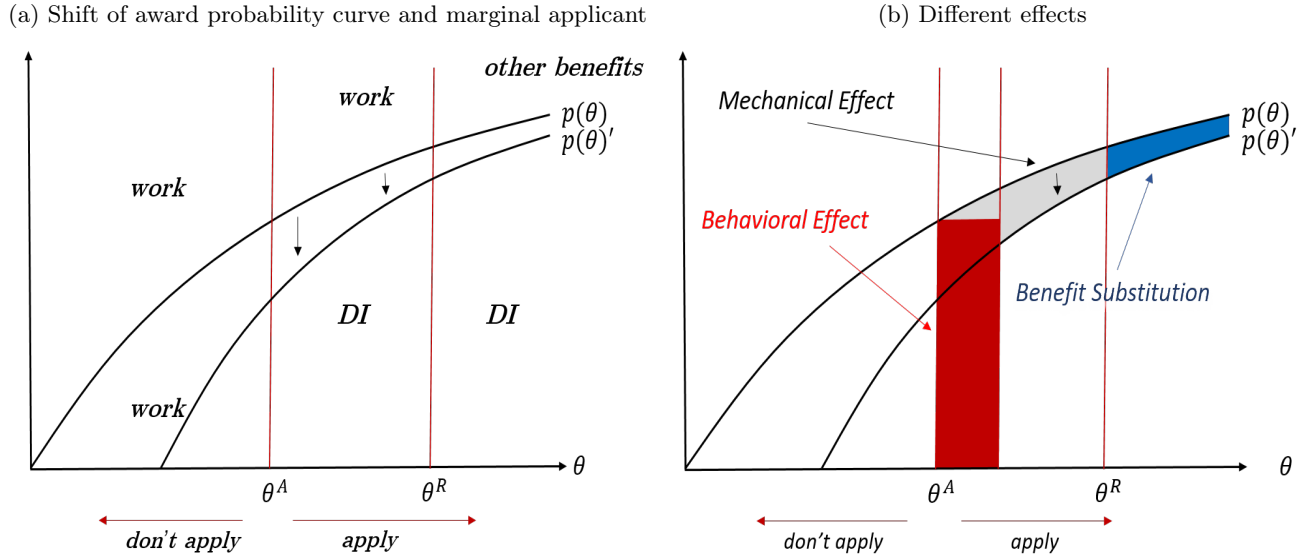 (a) Shift of award probability curve and marginal applicant
other benefits
work
p(θ)
p(θ)′
work
DI
DI
work
θ
θ^A
θ^R
don't apply
apply
(b) Different effects
Mechanical Effect
p(θ)
p(θ)′
Behavioral Effect
Benefit Substitution
θ
θ^A
θ^R
don't apply
apply